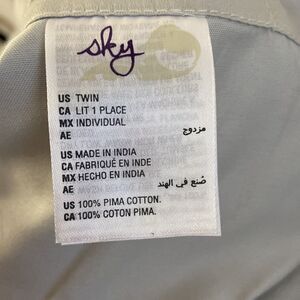 sky
US TWIN
CA LIT 1 PLACE
MX INDIVIDUAL
AE مزدوج
US MADE IN INDIA
CA FABRIQUÉ EN INDE
MX HECHO EN INDIA
AE صُنع في الهند
US 100% PIMA COTTON.
CA 100% COTON PIMA.